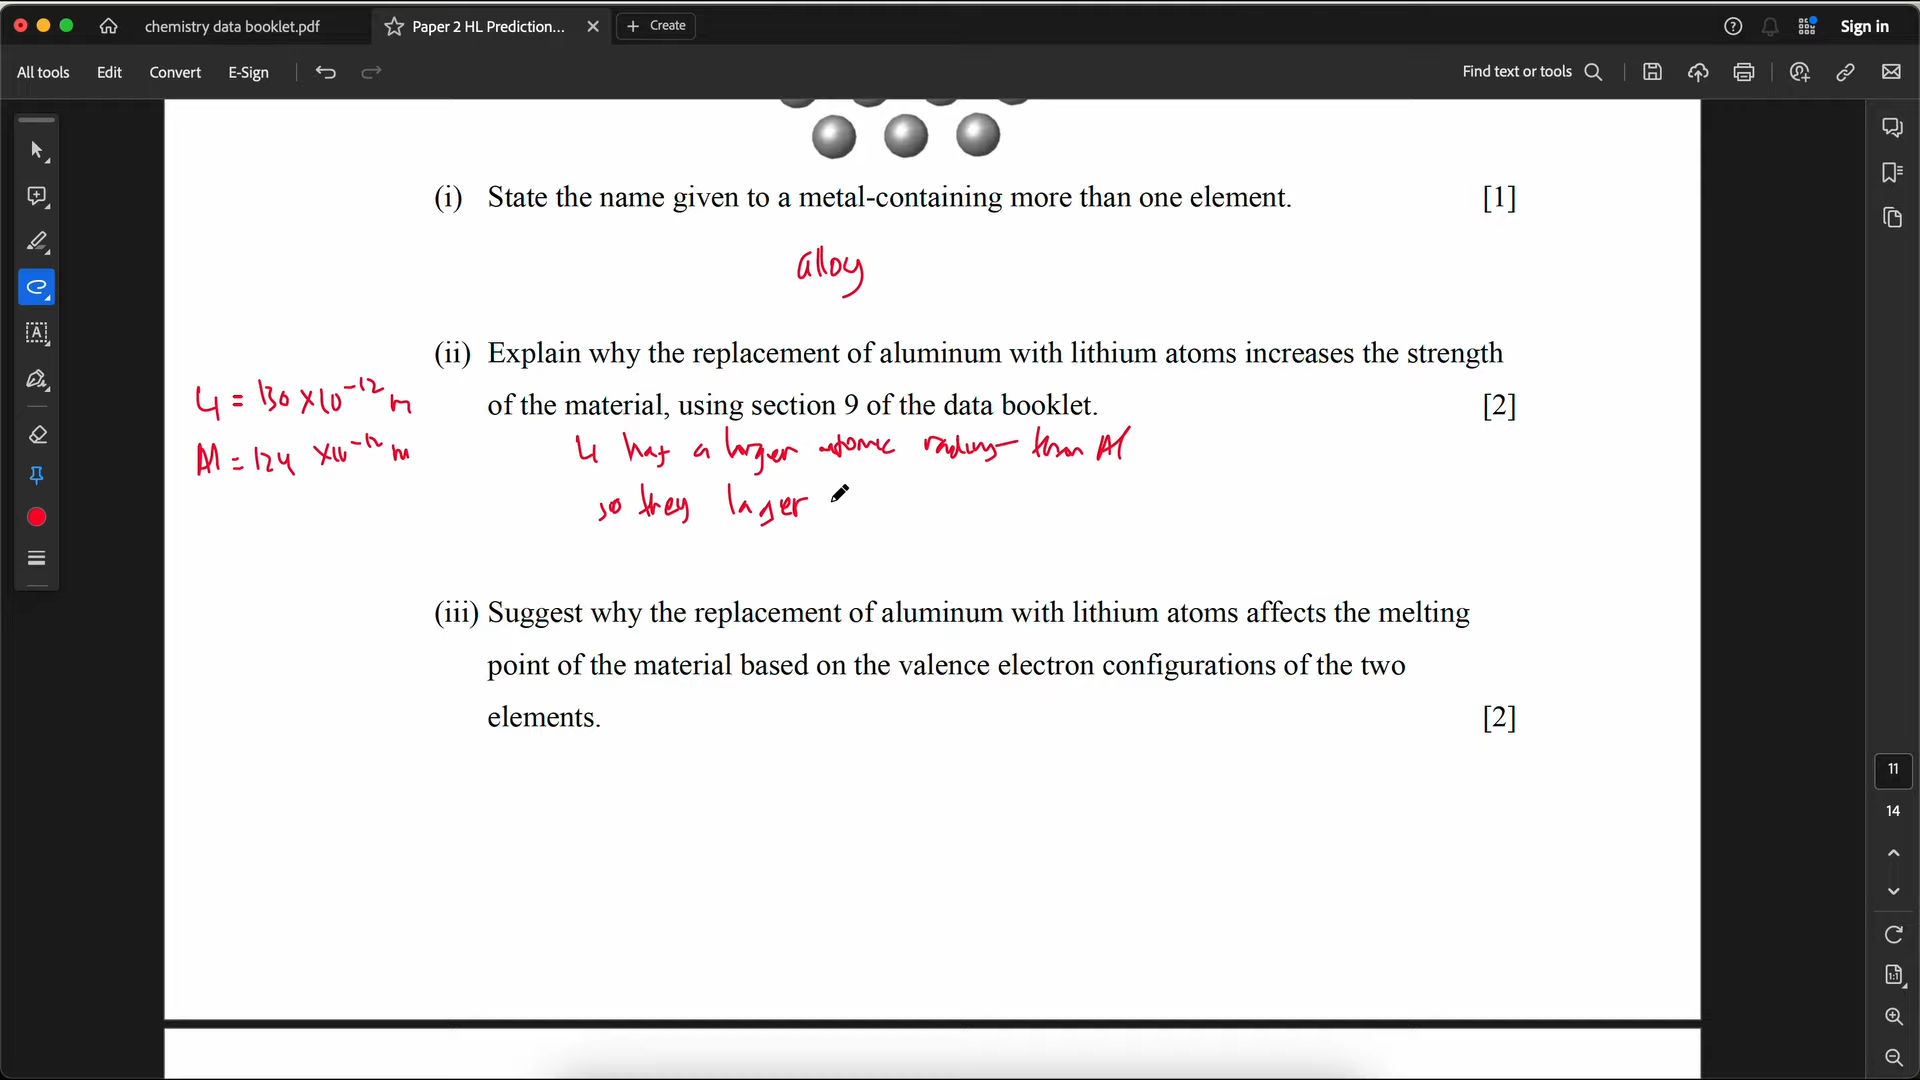 chemistry data booklet.pdf
Paper 2 HL Prediction...
Create
Sign in
All tools
Edit
Convert
E-Sign
Find text or tools
(i) State the name given to a metal-containing more than one element. [1]
alloy
(ii) Explain why the replacement of aluminum with lithium atoms increases the strength
of the material, using section 9 of the data booklet. [2]
Li = 130 ×10⁻¹² m
Al = 124 ×10⁻¹² m
Li has a larger atomic radius than Al
so they layer
(iii) Suggest why the replacement of aluminum with lithium atoms affects the melting
point of the material based on the valence electron configurations of the two
elements. [2]
11
14